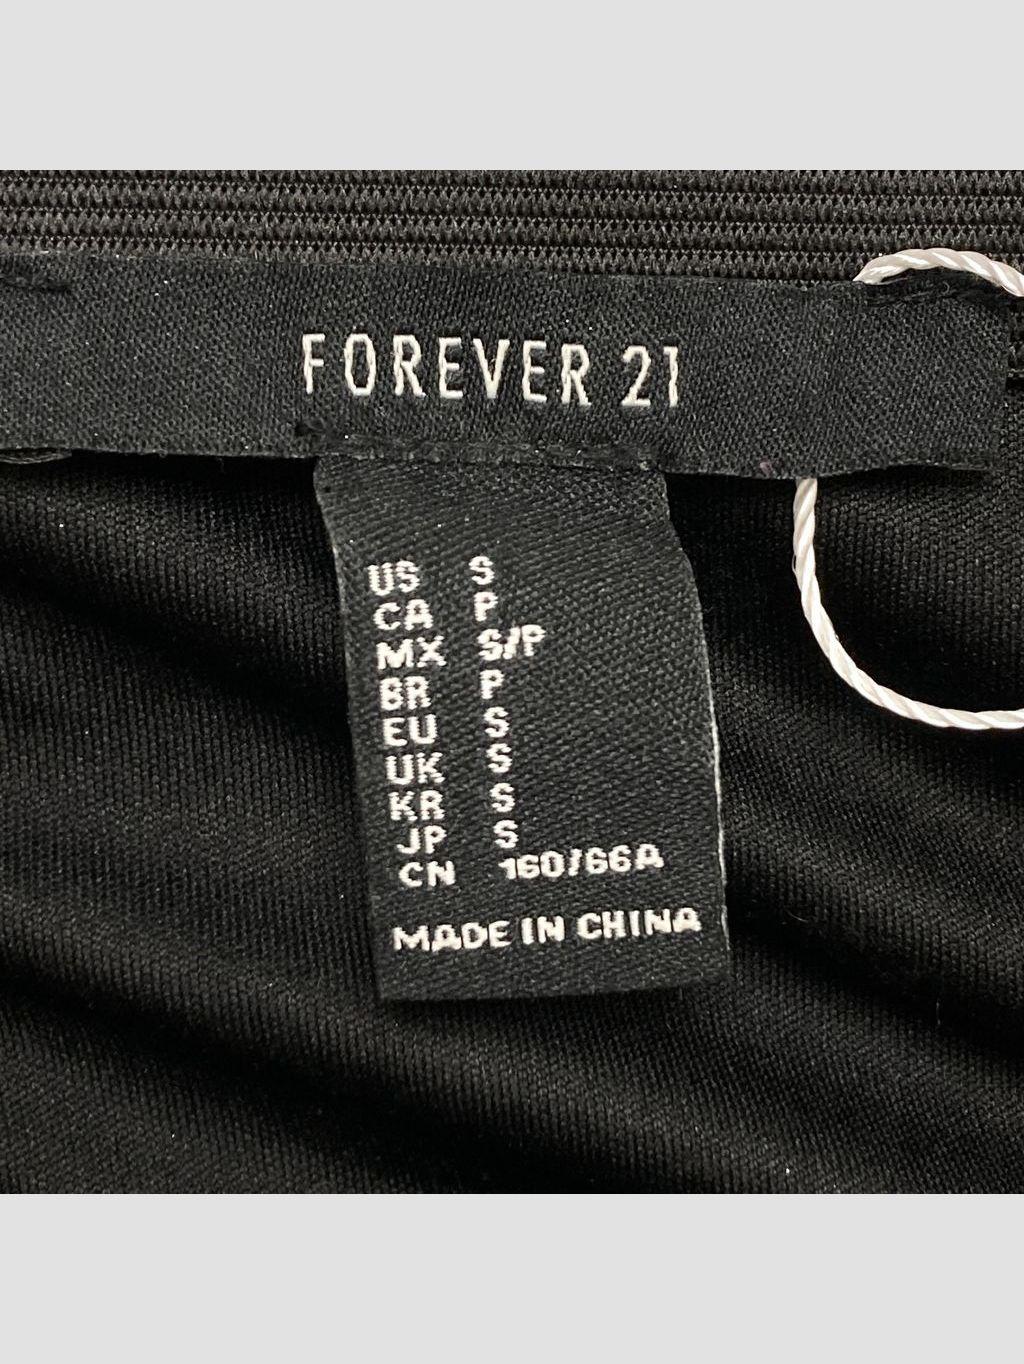 FOREVER 21
US S
CA P
MX S/P
BR P
EU S
UK S
KR S
JP S
CN 160/66A
MADE IN CHINA